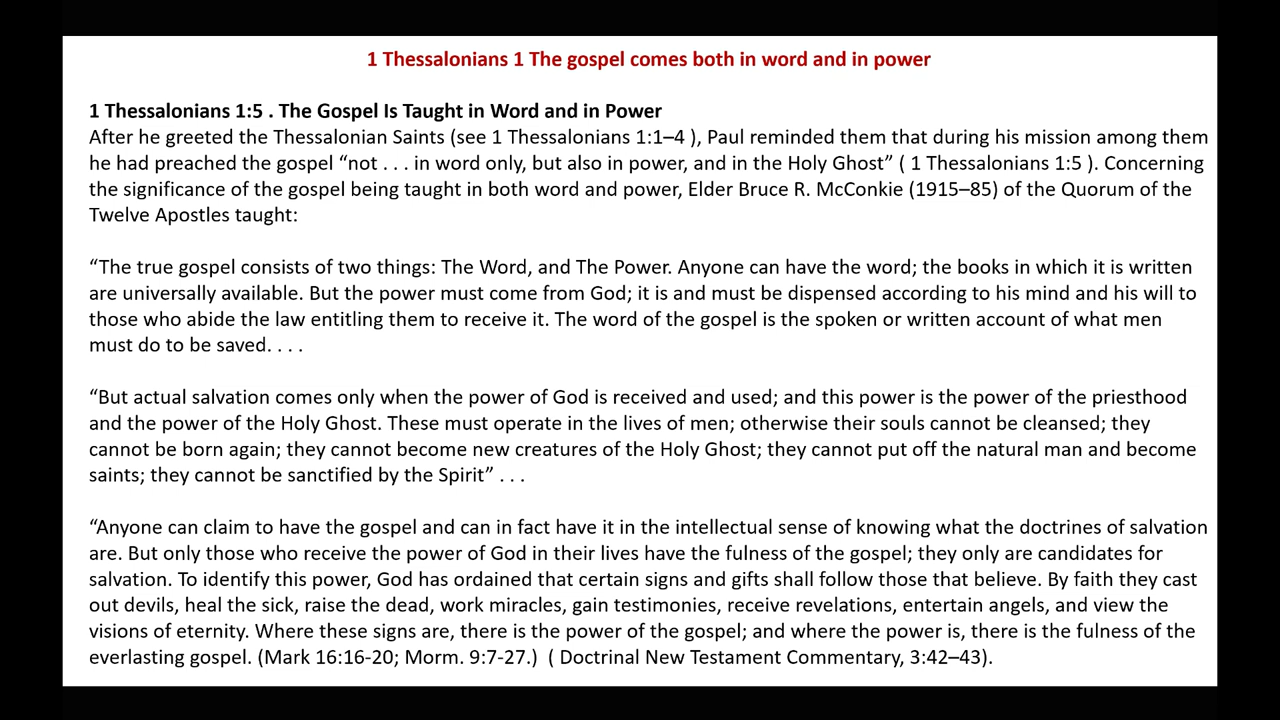 1 Thessalonians 1 The gospel comes both in word and in power
1 Thessalonians 1:5 . The Gospel Is Taught in Word and in Power
After he greeted the Thessalonian Saints (see 1 Thessalonians 1:1–4 ), Paul reminded them that during his mission among them
he had preached the gospel “not . . . in word only, but also in power, and in the Holy Ghost” ( 1 Thessalonians 1:5 ). Concerning
the significance of the gospel being taught in both word and power, Elder Bruce R. McConkie (1915–85) of the Quorum of the
Twelve Apostles taught:
“The true gospel consists of two things: The Word, and The Power. Anyone can have the word; the books in which it is written
are universally available. But the power must come from God; it is and must be dispensed according to his mind and his will to
those who abide the law entitling them to receive it. The word of the gospel is the spoken or written account of what men
must do to be saved. . . .
“But actual salvation comes only when the power of God is received and used; and this power is the power of the priesthood
and the power of the Holy Ghost. These must operate in the lives of men; otherwise their souls cannot be cleansed; they
cannot be born again; they cannot become new creatures of the Holy Ghost; they cannot put off the natural man and become
saints; they cannot be sanctified by the Spirit” . . .
“Anyone can claim to have the gospel and can in fact have it in the intellectual sense of knowing what the doctrines of salvation
are. But only those who receive the power of God in their lives have the fulness of the gospel; they only are candidates for
salvation. To identify this power, God has ordained that certain signs and gifts shall follow those that believe. By faith they cast
out devils, heal the sick, raise the dead, work miracles, gain testimonies, receive revelations, entertain angels, and view the
visions of eternity. Where these signs are, there is the power of the gospel; and where the power is, there is the fulness of the
everlasting gospel. (Mark 16:16-20; Morm. 9:7-27.)  ( Doctrinal New Testament Commentary, 3:42–43).